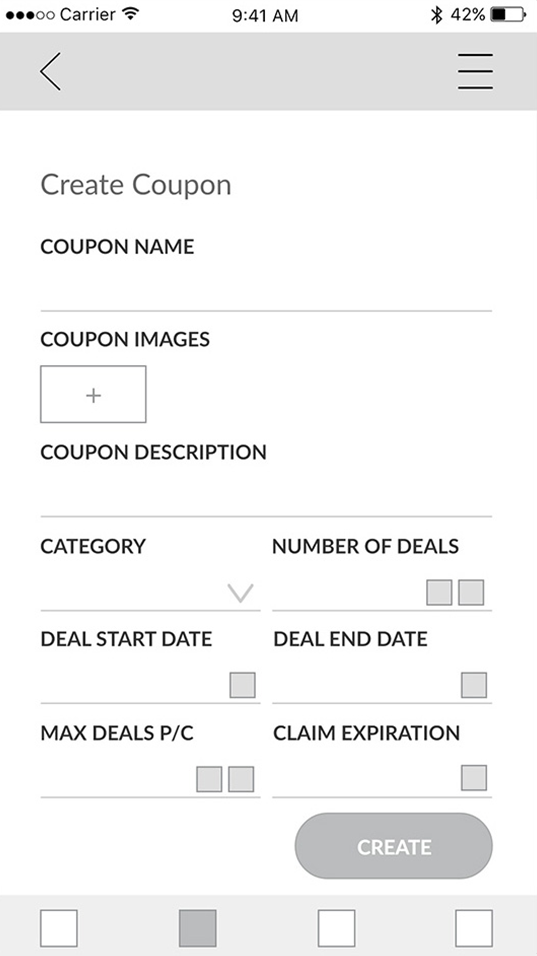 Carrier 9:41 AM 42%
Create Coupon
COUPON NAME
COUPON IMAGES
+
COUPON DESCRIPTION
CATEGORY NUMBER OF DEALS
DEAL START DATE DEAL END DATE
MAX DEALS P/C CLAIM EXPIRATION
CREATE